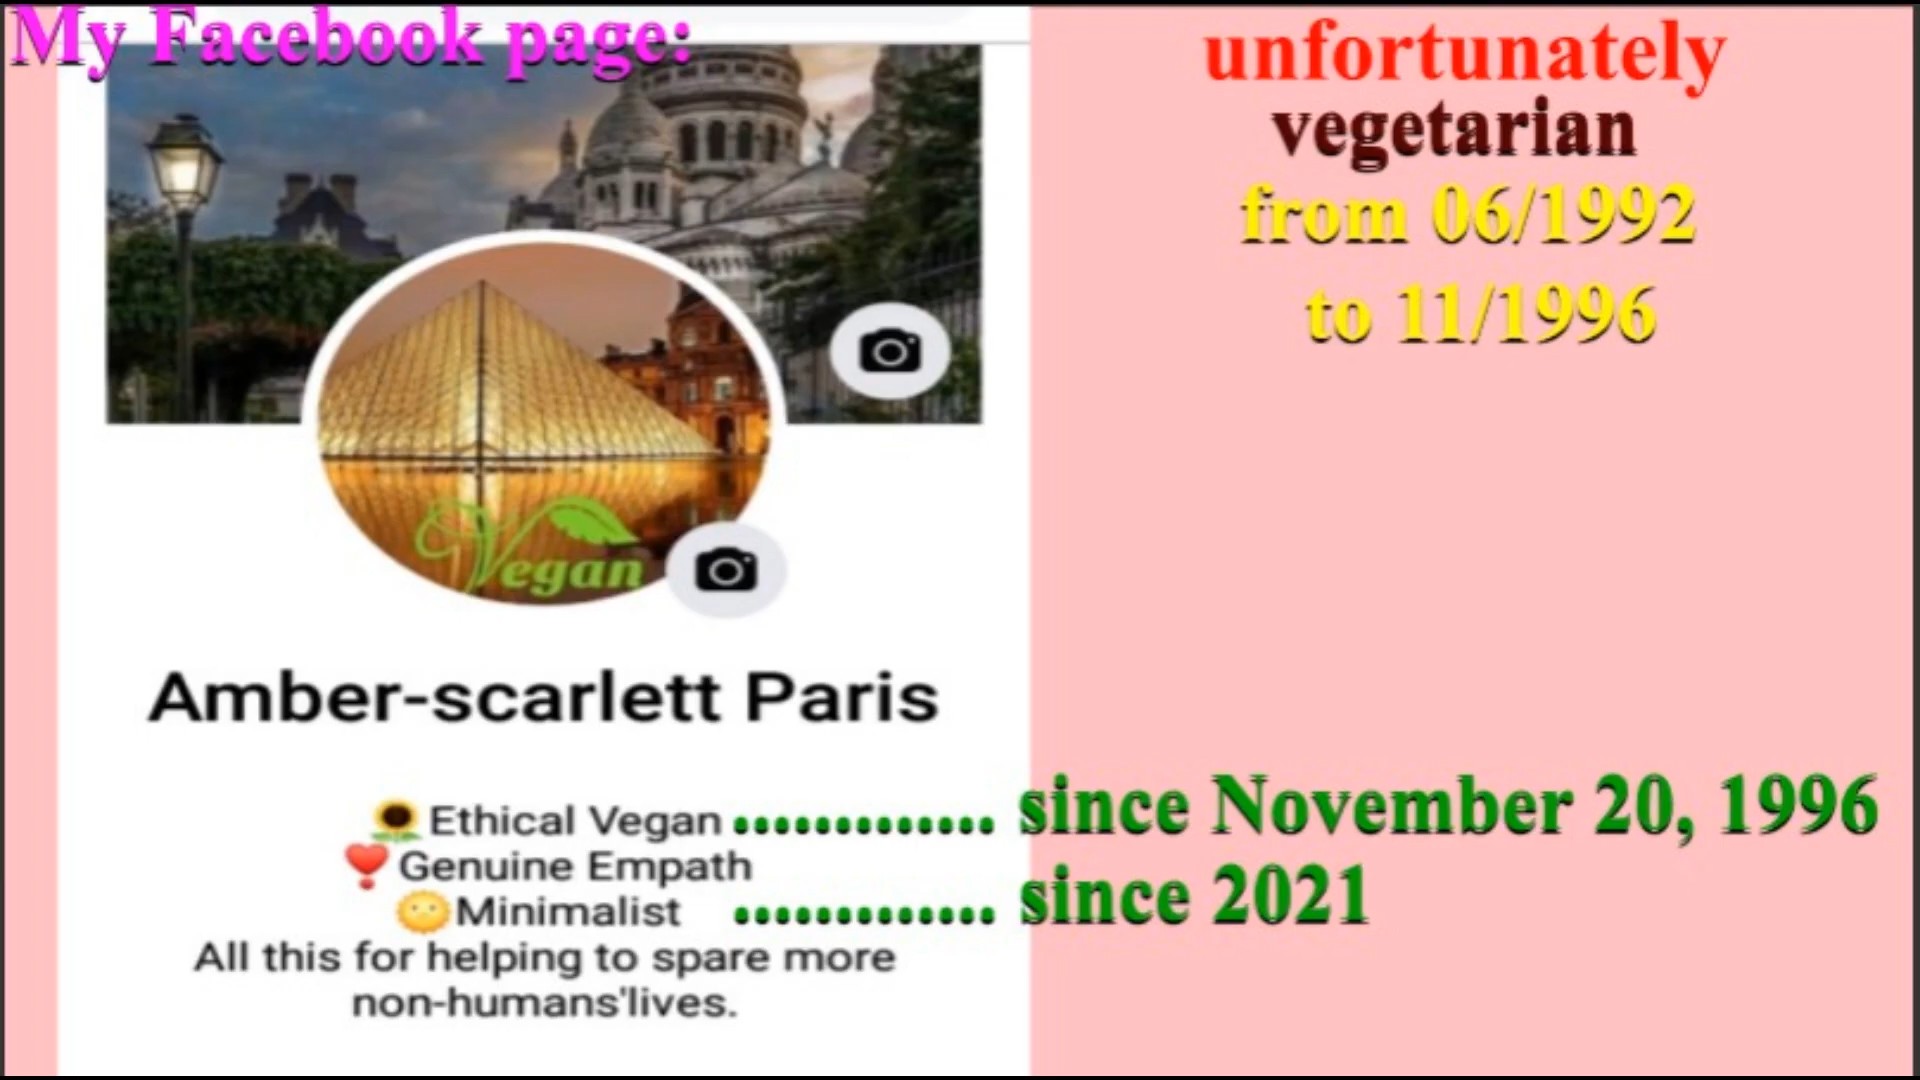 My Facebook page:
unfortunately
vegetarian
from 06/1992
to 11/1996
Vegan
Amber-scarlett Paris
🌻Ethical Vegan ............. since November 20, 1996
❣️Genuine Empath
🌝Minimalist ............. since 2021
All this for helping to spare more
non-humans'lives.